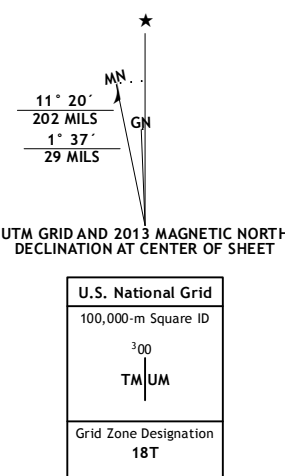 ★
MN
11° 20´
202 MILS
GN
1° 37´
29 MILS
UTM GRID AND 2013 MAGNETIC NORTH
DECLINATION AT CENTER OF SHEET
U.S. National Grid
100,000-m Square ID
³00
TM UM
Grid Zone Designation
18T